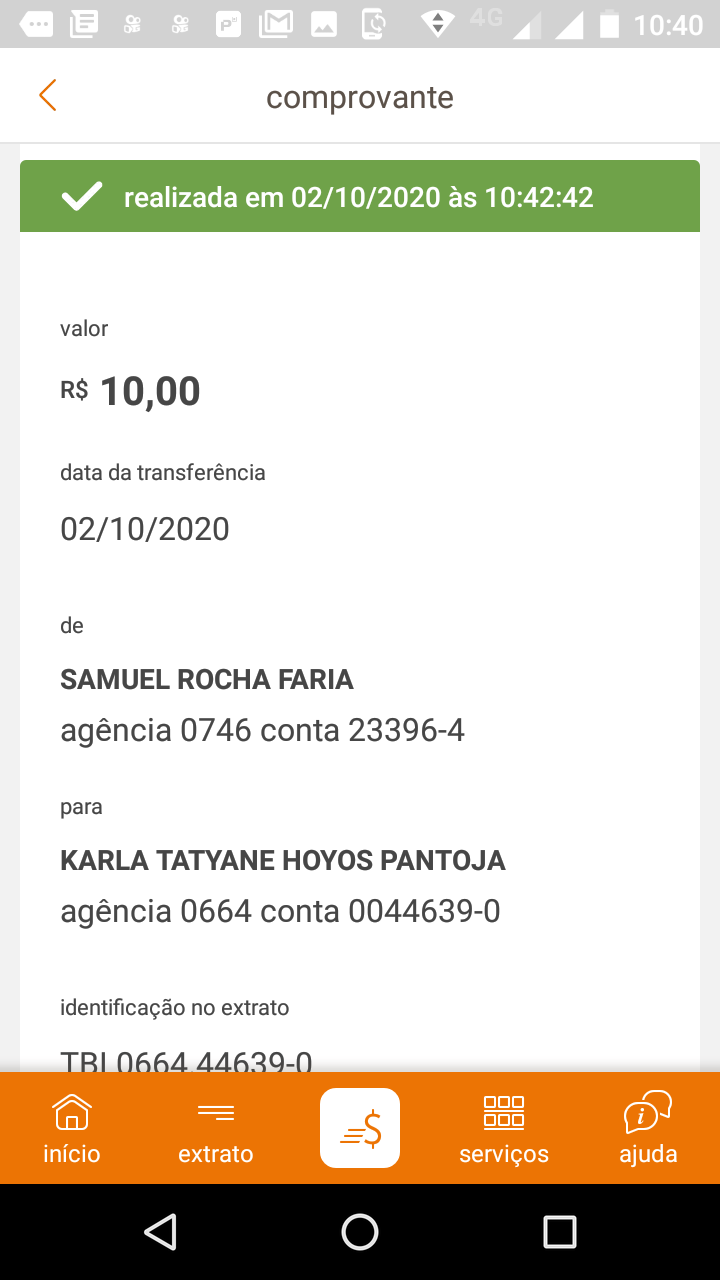 4G 10:40
comprovante
realizada em 02/10/2020 às 10:42:42
valor
R$ 10,00
data da transferência
02/10/2020
de
SAMUEL ROCHA FARIA
agência 0746 conta 23396-4
para
KARLA TATYANE HOYOS PANTOJA
agência 0664 conta 0044639-0
identificação no extrato
TBI 0664.44639-0
início extrato serviços ajuda